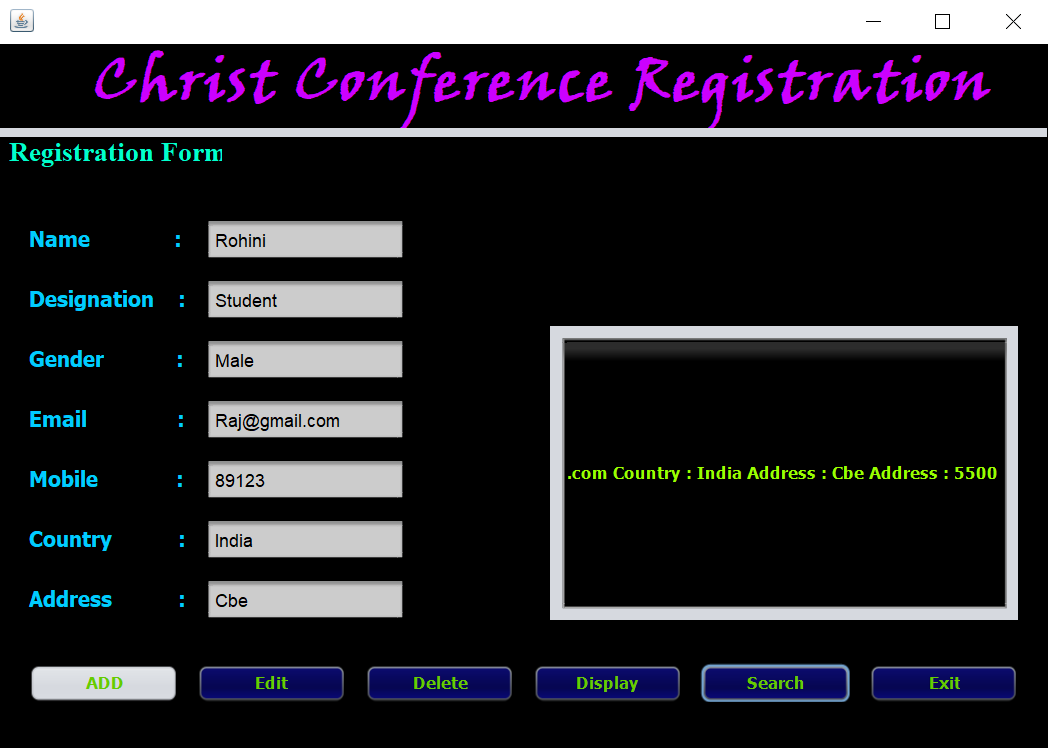 Christ Conference Registration
Registration Form
Name : Rohini
Designation : Student
Gender : Male
Email : Raj@gmail.com
Mobile : 89123
Country : India
Address : Cbe
.com Country : India Address : Cbe Address : 5500
ADD Edit Delete Display Search Exit